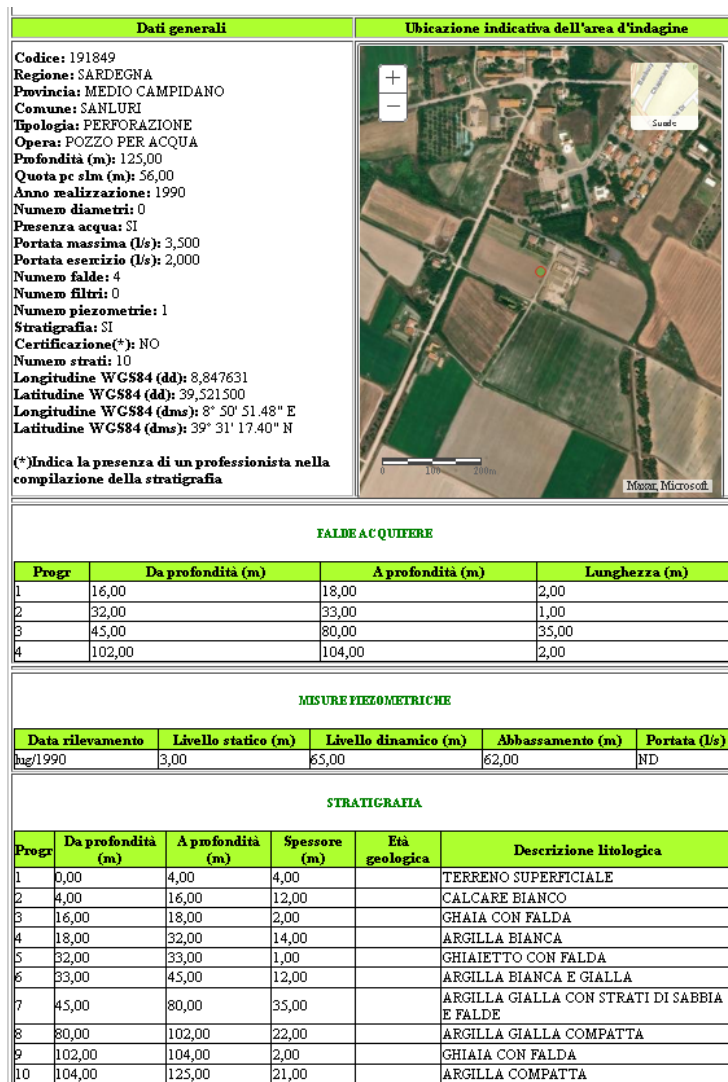 Dati generali
Ubicazione indicativa dell'area d'indagine
Codice: 191849
Regione: SARDEGNA
Provincia: MEDIO CAMPIDANO
Comune: SANLURI
Tipologia: PERFORAZIONE
Opera: POZZO PER ACQUA
Profondità (m): 125,00
Quota pc slm (m): 56,00
Anno realizzazione: 1990
Numero diametri: 0
Presenza acqua: SI
Portata massima (l/s): 3,500
Portata esercizio (l/s): 2,000
Numero falde: 4
Numero filtri: 0
Numero piezometrie: 1
Stratigrafia: SI
Certificazione(*): NO
Numero strati: 10
Longitudine WGS84 (dd): 8,847631
Latitudine WGS84 (dd): 39,521500
Longitudine WGS84 (dms): 8° 50' 51.48" E
Latitudine WGS84 (dms): 39° 31' 17.40" N
(*)Indica la presenza di un professionista nella
compilazione della stratigrafia
+
−
Strade
0 100 200m
Maxar, Microsoft
FALDE ACQUIFERE
Progr Da profondità (m) A profondità (m) Lunghezza (m)
1 16,00 18,00 2,00
2 32,00 33,00 1,00
3 45,00 80,00 35,00
4 102,00 104,00 2,00
MISURE PIEZOMETRICHE
Data rilevamento Livello statico (m) Livello dinamico (m) Abbassamento (m) Portata (l/s)
lug/1990 3,00 65,00 62,00 ND
STRATIGRAFIA
Progr Da profondità (m) A profondità (m) Spessore (m) Età geologica Descrizione litologica
1 0,00 4,00 4,00 TERRENO SUPERFICIALE
2 4,00 16,00 12,00 CALCARE BIANCO
3 16,00 18,00 2,00 GHAIA CON FALDA
4 18,00 32,00 14,00 ARGILLA BIANCA
5 32,00 33,00 1,00 GHIAIETTO CON FALDA
6 33,00 45,00 12,00 ARGILLA BIANCA E GIALLA
7 45,00 80,00 35,00 ARGILLA GIALLA CON STRATI DI SABBIA
E FALDE
8 80,00 102,00 22,00 ARGILLA GIALLA COMPATTA
9 102,00 104,00 2,00 GHIAIA CON FALDA
10 104,00 125,00 21,00 ARGILLA COMPATTA